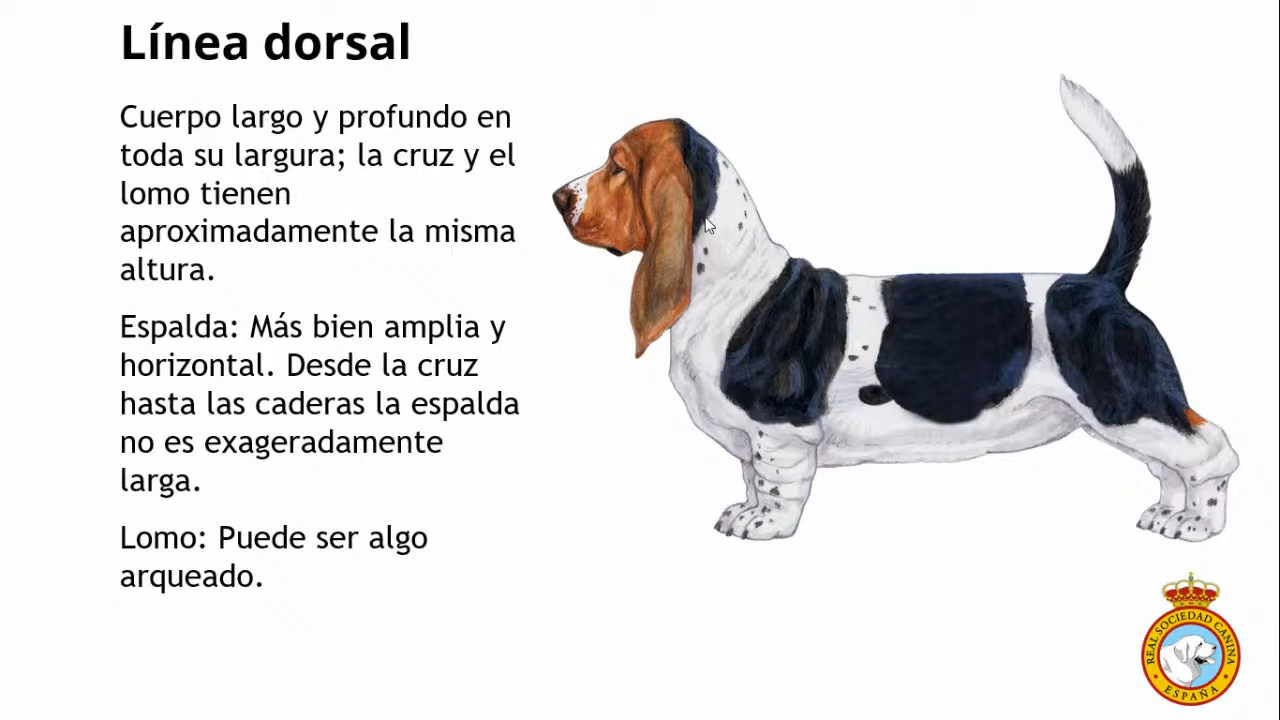 Línea dorsal
Cuerpo largo y profundo en
toda su largura; la cruz y el
lomo tienen
aproximadamente la misma
altura.
Espalda: Más bien amplia y
horizontal. Desde la cruz
hasta las caderas la espalda
no es exageradamente
larga.
Lomo: Puede ser algo
arqueado.
REAL SOCIEDAD CANINA
ESPAÑA